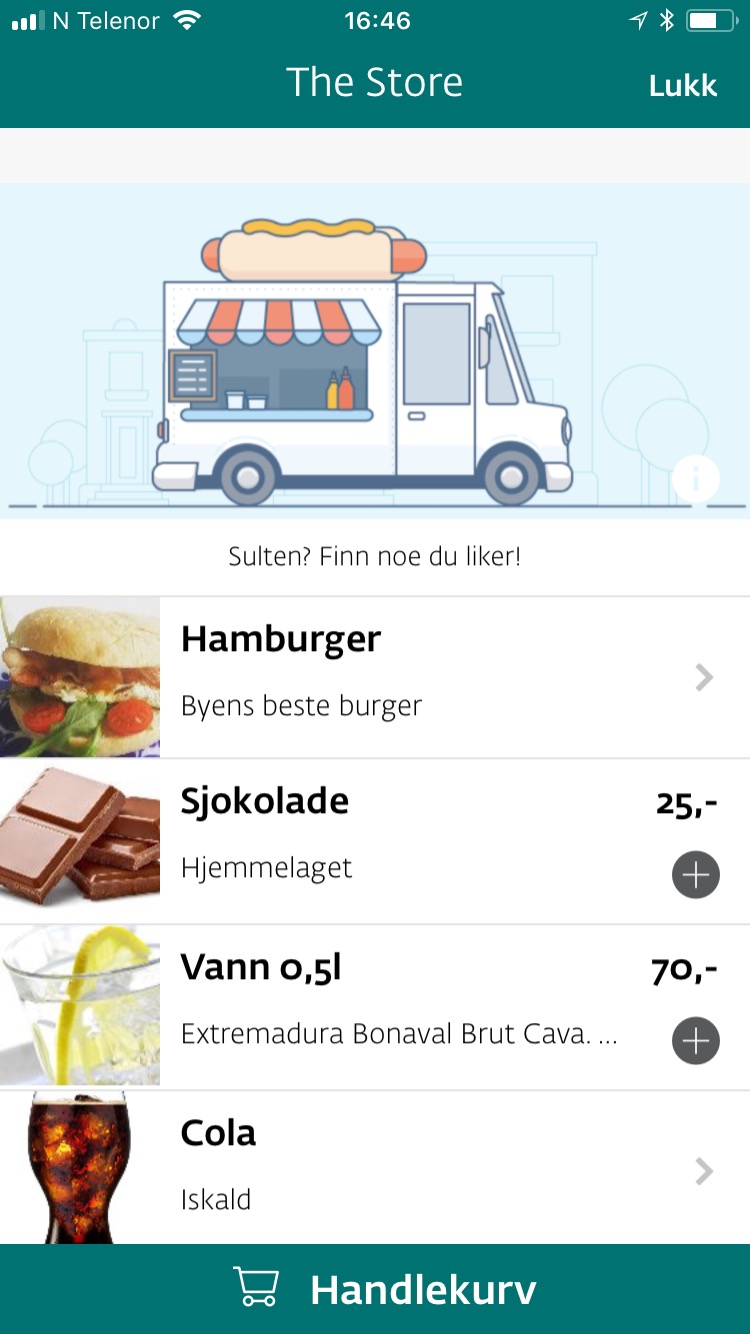 N Telenor 16:46
The Store Lukk
i
Sulten? Finn noe du liker!
Hamburger
Byens beste burger
Sjokolade 25,-
Hjemmelaget
Vann 0,5l 70,-
Extremadura Bonaval Brut Cava. ...
Cola
Iskald
Handlekurv